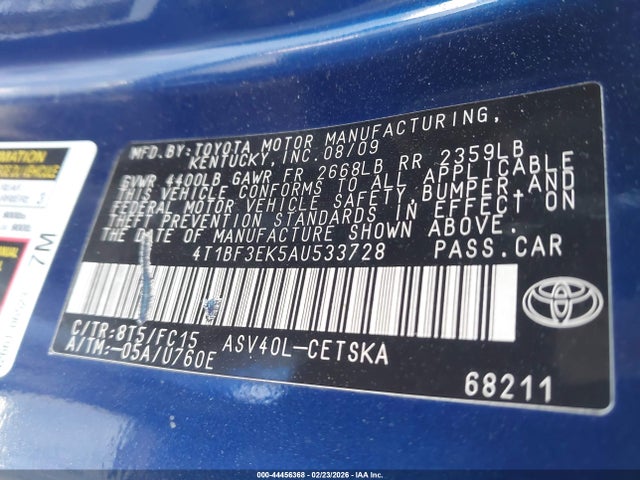 MFD.BY:TOYOTA MOTOR MANUFACTURING,
KENTUCKY, INC.08/09
GVWR 4400LB GAWR FR 2668LB RR 2359LB
THIS VEHICLE CONFORMS TO ALL APPLICABLE
FEDERAL MOTOR VEHICLE SAFETY,BUMPER,AND
THEFT PREVENTION STANDARDS IN EFFECT ON
THE DATE OF MANUFACTURE SHOWN ABOVE.
4T1BF3EK5AU533728 PASS.CAR
C/TR:8T5/FC15 ASV40L-CETSKA
A/TM:-05A/U760E
TOYOTA
68211
7M
000-44456368 - 02/23/2026 - IAA Inc.